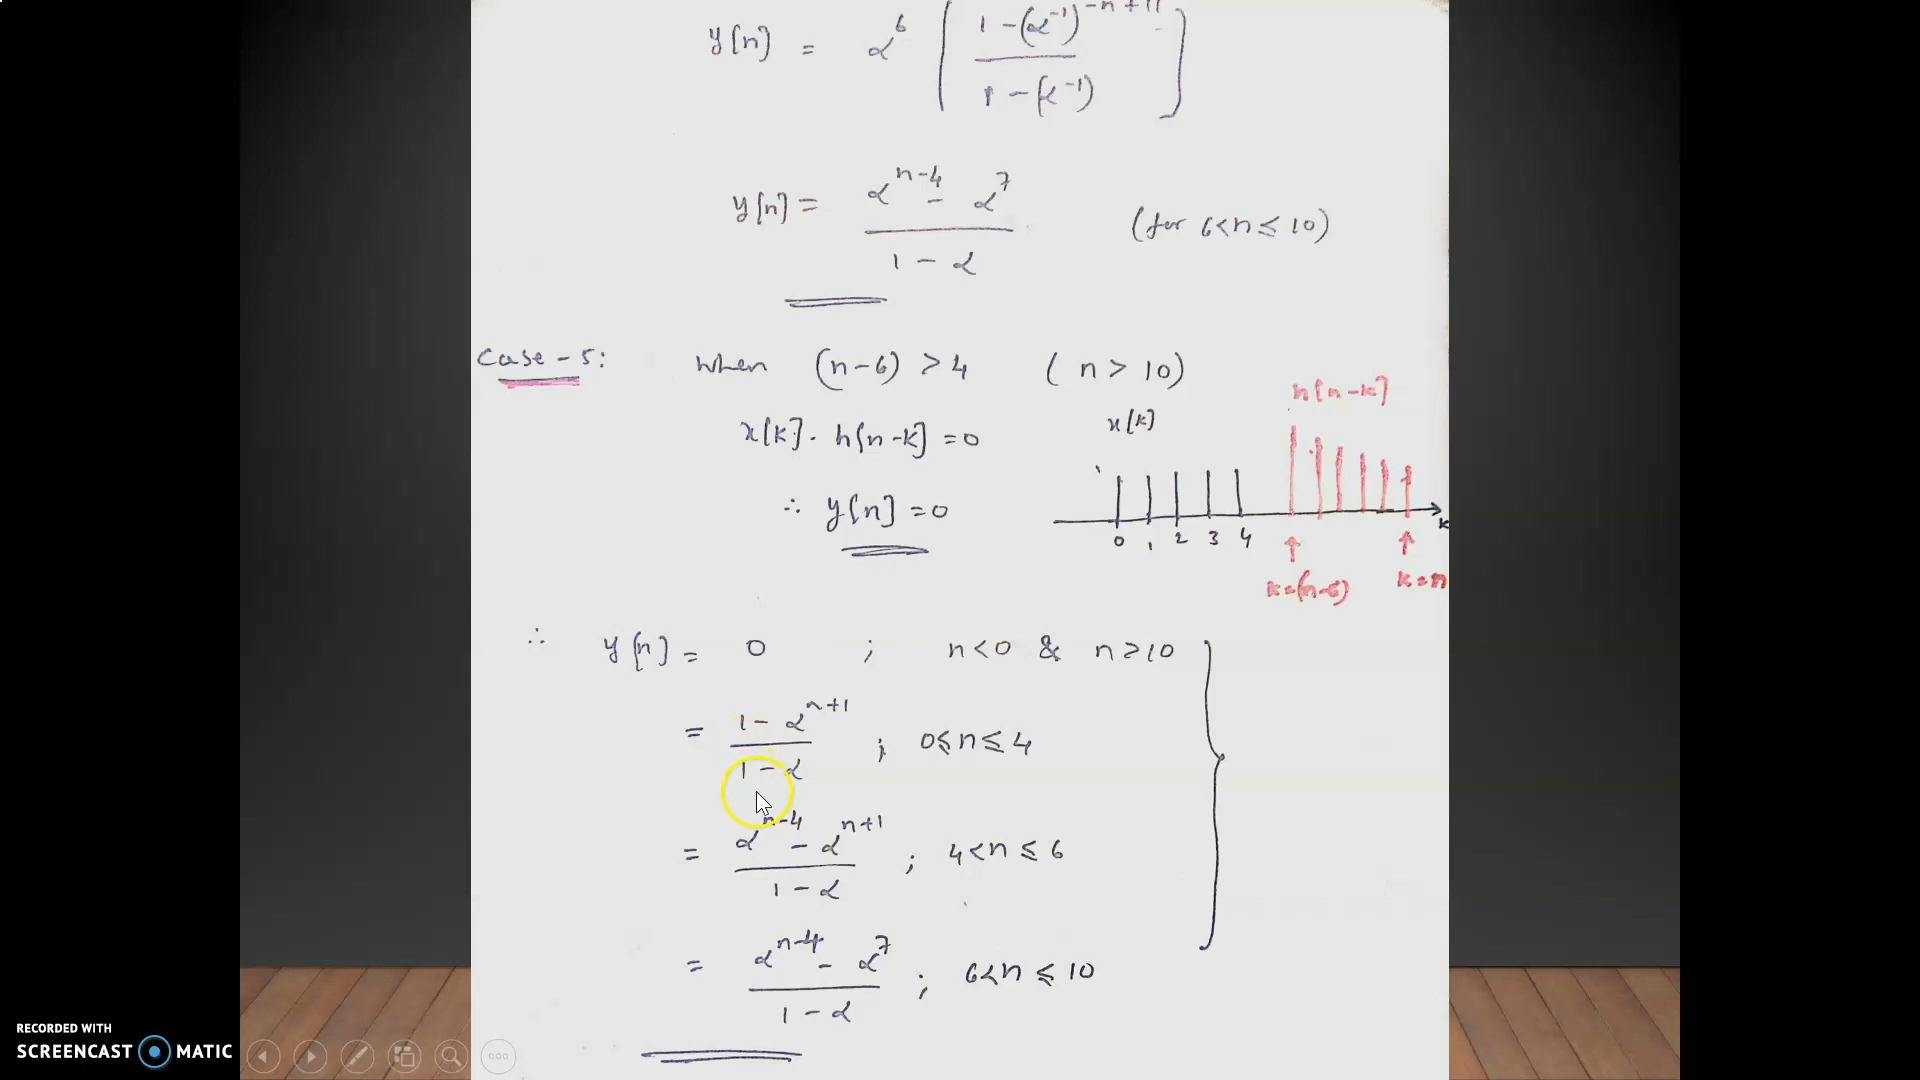 y[n] = α^6 [ (1 - (α^-1)^-n+11) / (1 - (α^-1)) ]
y[n] = (α^n-4 - α^7) / (1 - α) (for 6<n≤10)
Case-5: When (n-6) > 4 (n > 10)
x[k]. h[n-k] = 0
∴ y[n] = 0
h[n-k]
x[k]
0 1 2 3 4 k
k=(n-6) k=n
∴ y[n] = 0 ; n<0 & n≥10
= (1 - α^n+1) / (1 - α) ; 0≤n≤4
= (α^n-4 - α^n+1) / (1 - α) ; 4<n≤6
= (α^n-4 - α^7) / (1 - α) ; 6<n≤10
RECORDED WITH
SCREENCAST MATIC